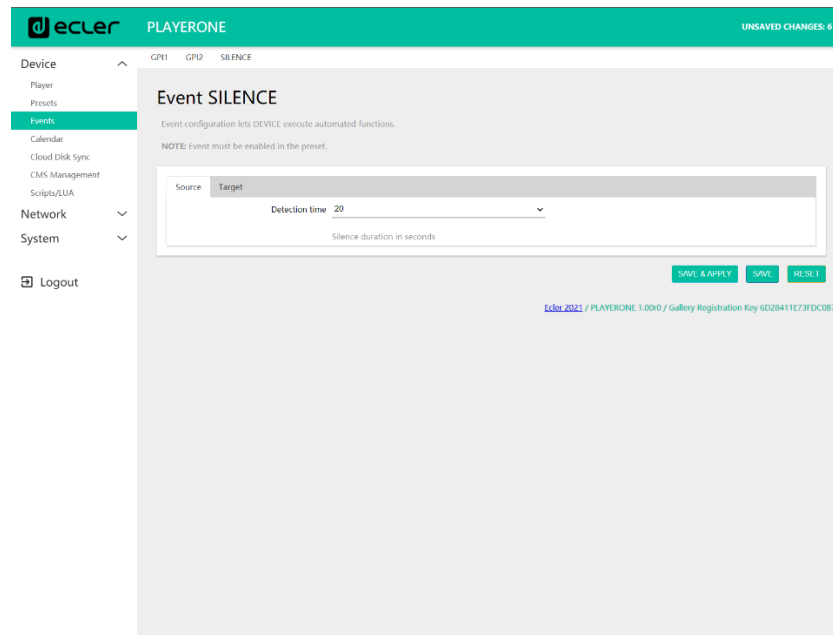 ecler PLAYERONE UNSAVED CHANGES: 6
Device
Player
Presets
Events
Calendar
Cloud Disk Sync
CMS Management
Scripts/LUA
Network
System
Logout
GPI1 GPI2 SILENCE
Event SILENCE
Event configuration lets DEVICE execute automated functions.
NOTE: Event must be enabled in the preset.
Source Target
Detection time 20
Silence duration in seconds
SAVE & APPLY SAVE RESET
Ecler 2021 / PLAYERONE 1.00r0 / Gallery Registration Key